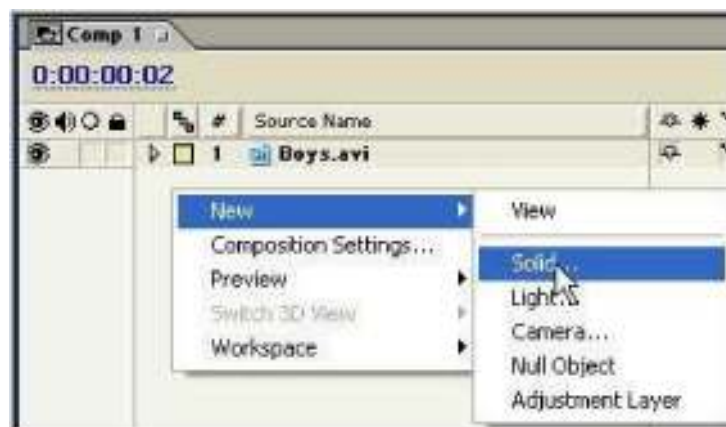 Comp 1
0:00:00:02
# Source Name
1 Boys.avi
New
Composition Settings...
Preview
Switch 3D View
Workspace
View
Solid...
Light...
Camera...
Null Object
Adjustment Layer